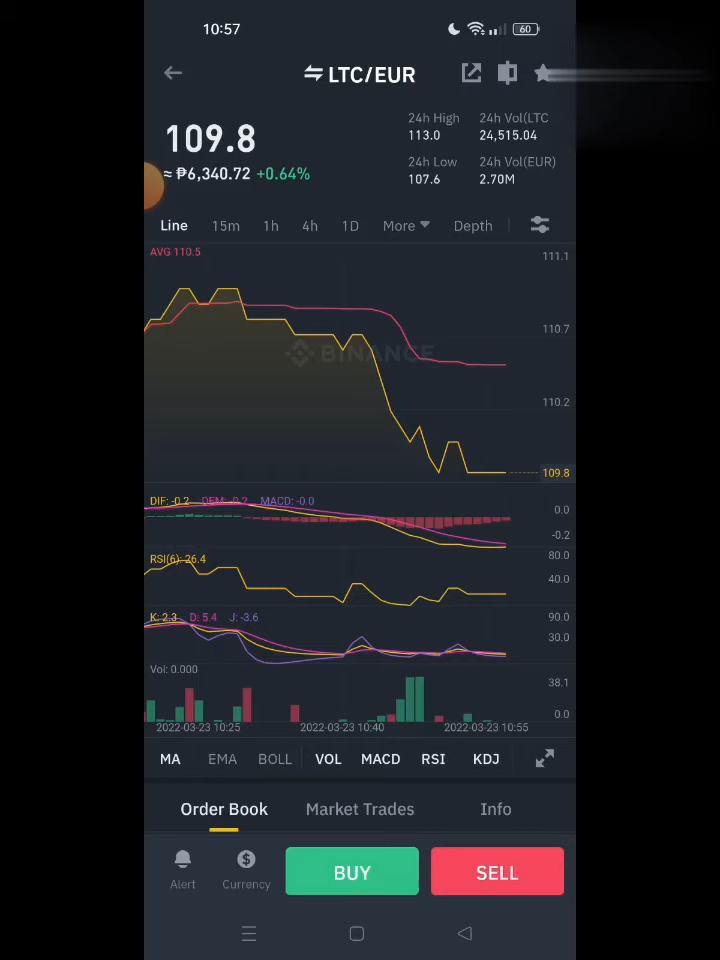 10:57
60
LTC/EUR
109.8
≈ ₱6,340.72 +0.64%
24h High
113.0
24h Vol(LTC
24,515.04
24h Low
107.6
24h Vol(EUR)
2.70M
Line 15m 1h 4h 1D More Depth
AVG 110.5
111.1
110.7
BINANCE
110.2
109.8
DIF: -0.2 DEM: -0.2 MACD: -0.0
0.0
-0.2
RSI(6): 26.4
80.0
40.0
K: 2.3 D: 5.4 J: -3.6
90.0
30.0
Vol: 0.000
38.1
0.0
2022-03-23 10:25 2022-03-23 10:40 2022-03-23 10:55
MA EMA BOLL VOL MACD RSI KDJ
Order Book Market Trades Info
Alert Currency BUY SELL